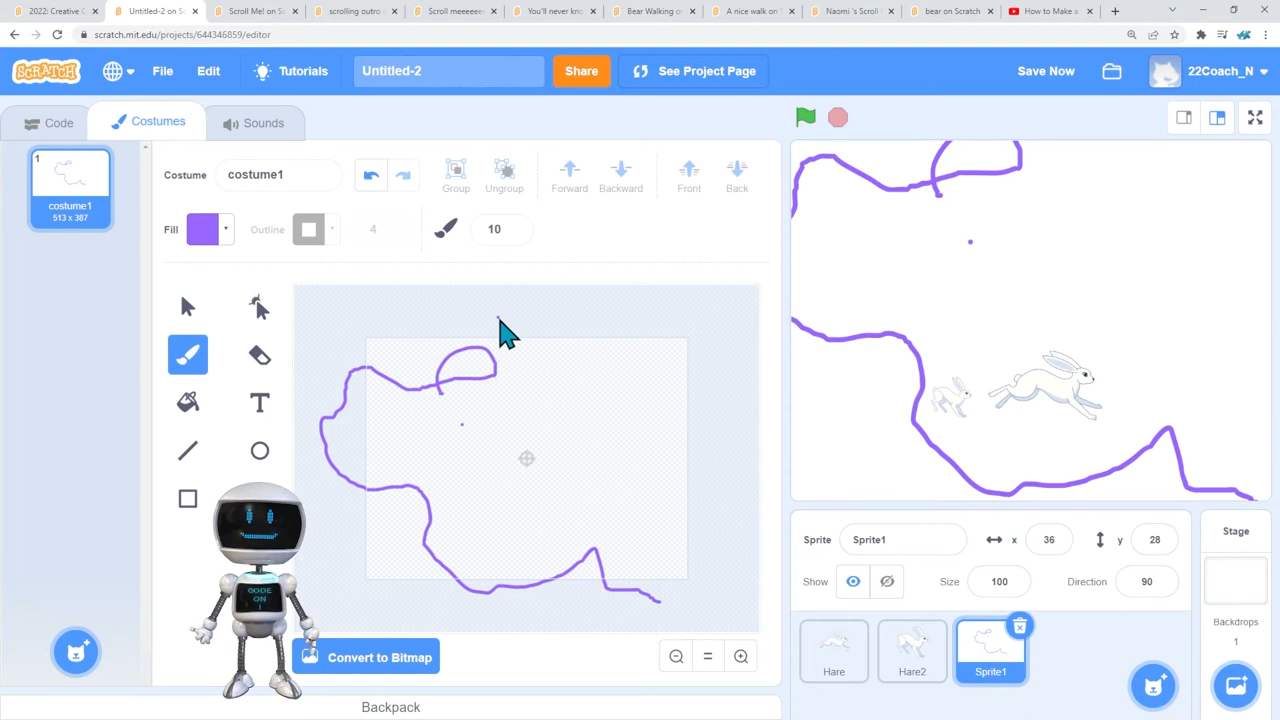 2022: Creative C
Untitled-2 on Sc
Scroll Me! on Sc
scrolling outro c
Scroll meeeeee
You'll never kno
Bear Walking on
A nice walk on S
Naomi 's Scroli
bear on Scratch
How to Make a
scratch.mit.edu/projects/644346859/editor
SCRATCH
File
Edit
Tutorials
Untitled-2
Share
See Project Page
Save Now
22Coach_N
Code
Costumes
Sounds
1
costume1
513 x 387
Costume
costume1
Group
Ungroup
Forward
Backward
Front
Back
Fill
Outline
4
10
CODE
ON
!
Convert to Bitmap
Backpack
Sprite
Sprite1
x
36
y
28
Show
Size
100
Direction
90
Hare
Hare2
Sprite1
Stage
Backdrops
1